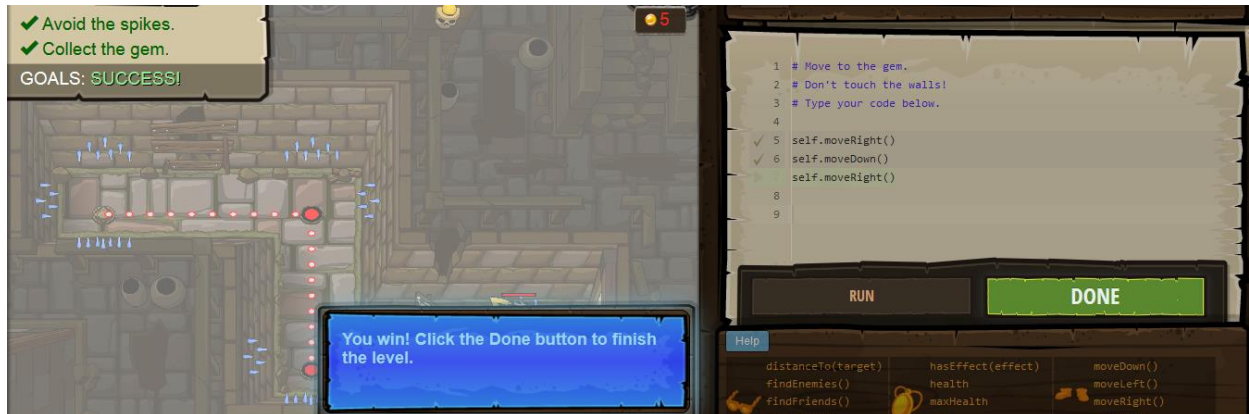 ✔ Avoid the spikes.
✔ Collect the gem.
GOALS: SUCCESS!
5
You win! Click the Done button to finish
the level.
1 # Move to the gem.
2 # Don't touch the walls!
3 # Type your code below.
4
5 self.moveRight()
6 self.moveDown()
self.moveRight()
8
9
RUN
DONE
Help
distanceTo(target)
findEnemies()
findFriends()
hasEffect(effect)
health
maxHealth
moveDown()
moveLeft()
moveRight()